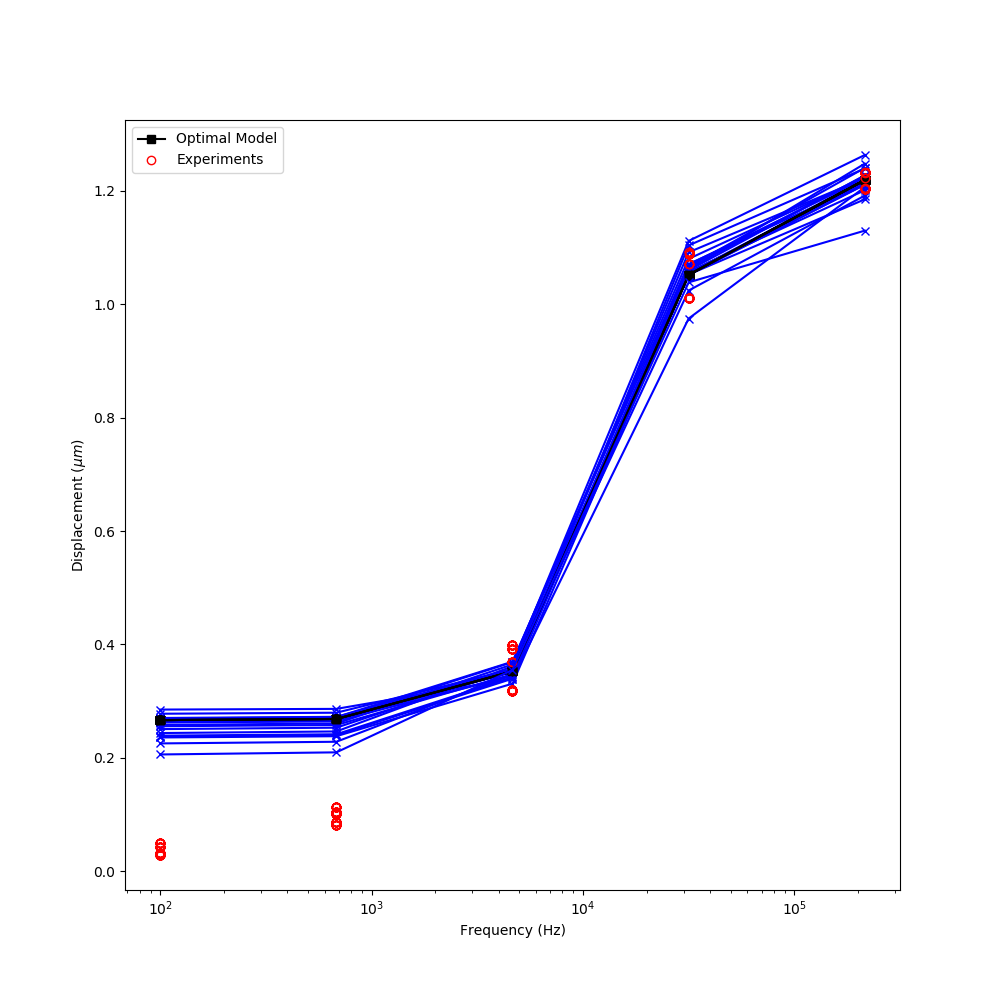 Optimal Model
Experiments
1.2
1.0
0.8
0.6
0.4
0.2
0.0
Displacement (μm)
10²
10³
10⁴
10⁵
Frequency (Hz)